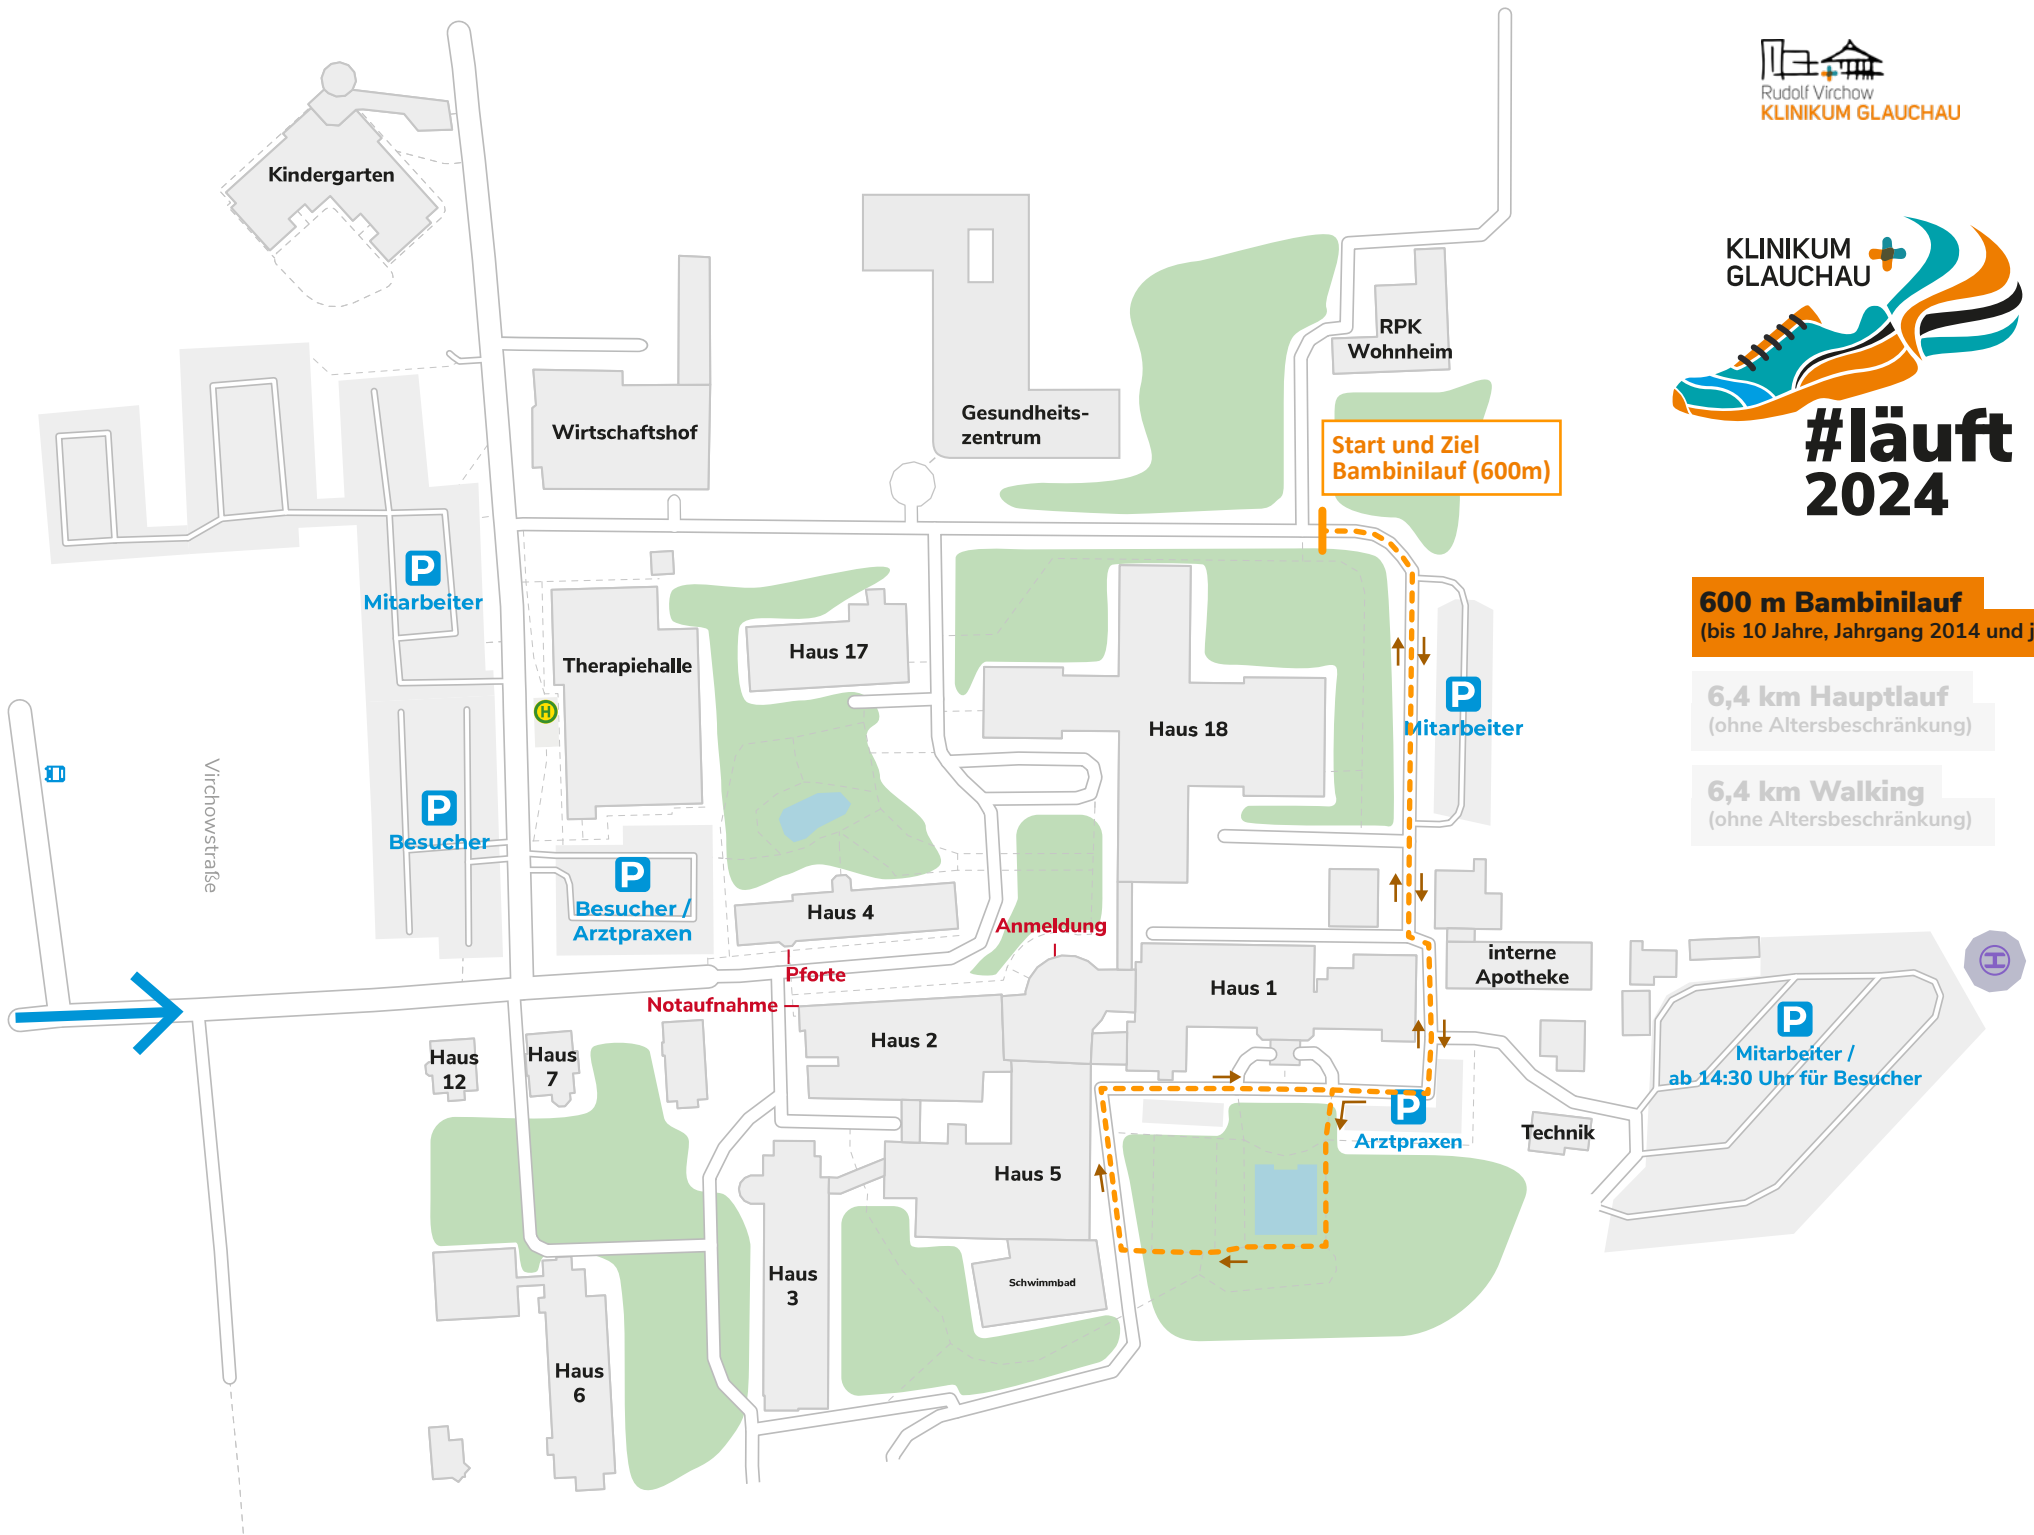 Rudolf Virchow
KLINIKUM GLAUCHAU
KLINIKUM
GLAUCHAU
#läuft
2024
600 m Bambinilauf
(bis 10 Jahre, Jahrgang 2014 und j
6,4 km Hauptlauf
(ohne Altersbeschränkung)
6,4 km Walking
(ohne Altersbeschränkung)
Kindergarten
RPK
Wohnheim
Wirtschaftshof
Gesundheits-
zentrum
Start und Ziel
Bambinilauf (600m)
P
Mitarbeiter
Therapiehalle
Haus 17
H
Haus 18
P
Mitarbeiter
Virchowstraße
P
Besucher
P
Besucher /
Arztpraxen
Haus 4
Anmeldung
Pforte
Notaufnahme
interne
Apotheke
H
Haus 1
Haus 2
P
Mitarbeiter /
ab 14:30 Uhr für Besucher
Haus
12
Haus
7
P
Arztpraxen
Technik
Haus 5
Haus
3
Schwimmbad
Haus
6